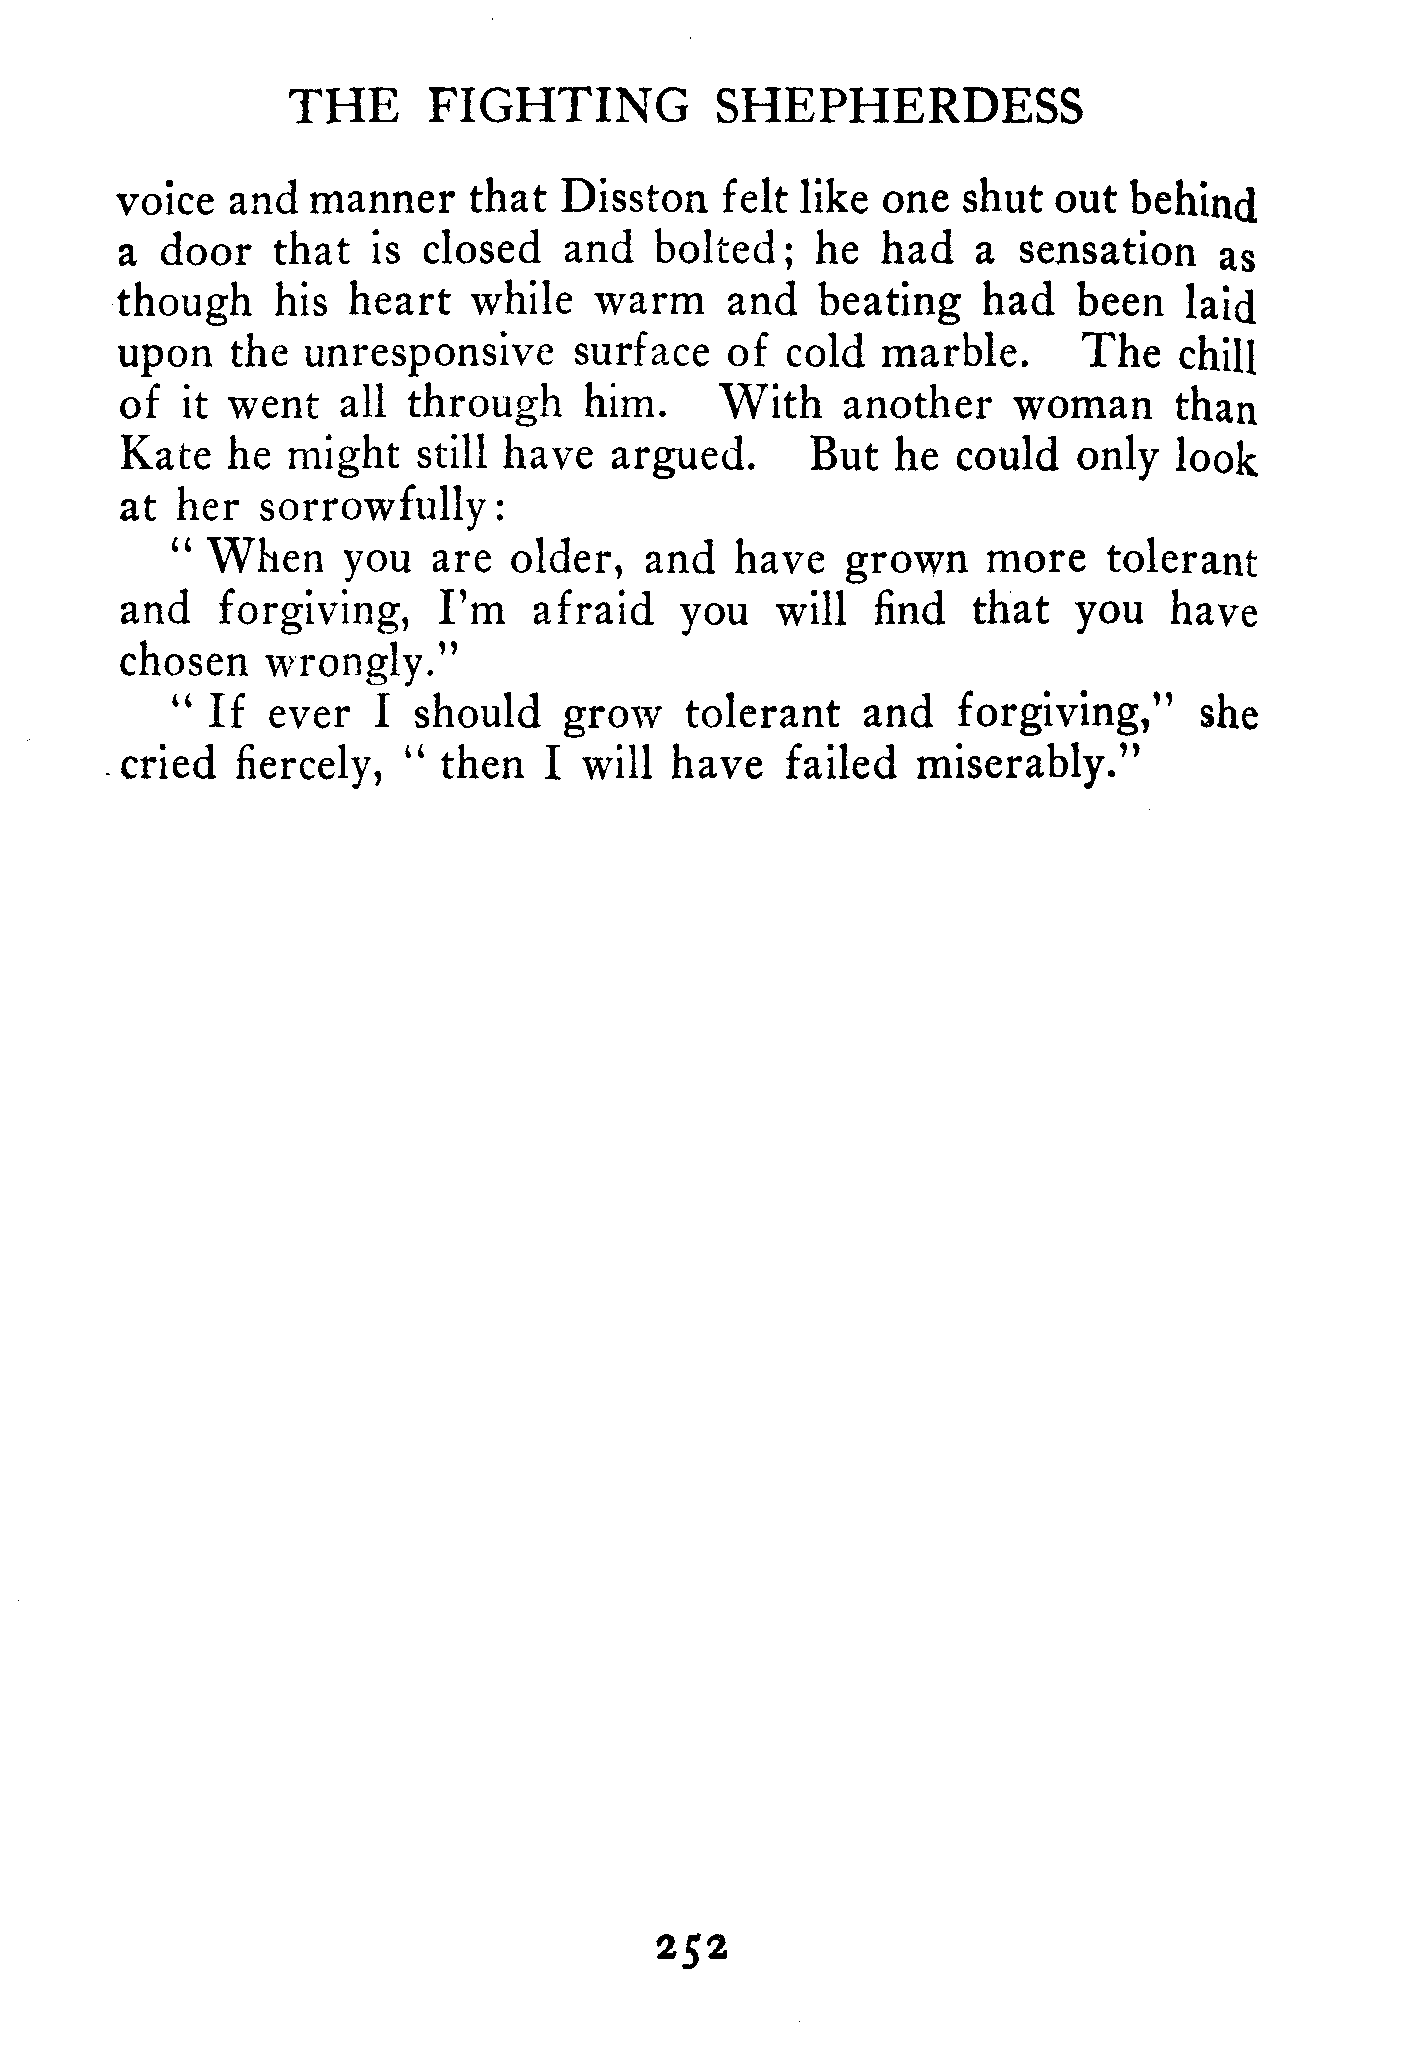 THE FIGHTING SHEPHERDESS
voice and manner that Disston felt like one shut out behind
a door that is closed and bolted; he had a sensation as
though his heart while warm and beating had been laid
upon the unresponsive surface of cold marble. The chill
of it went all through him. With another woman than
Kate he might still have argued. But he could only look
at her sorrowfully:
“ When you are older, and have grown more tolerant
and forgiving, I’m afraid you will find that you have
chosen wrongly.”
“ If ever I should grow tolerant and forgiving,” she
cried fiercely, “ then I will have failed miserably.”
252